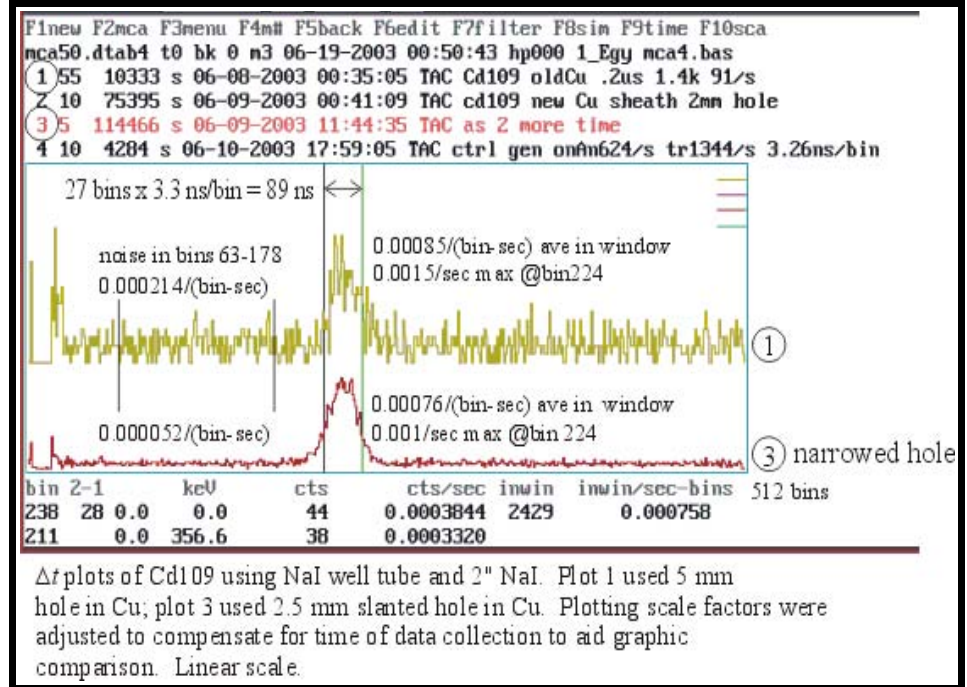 F1new F2mca F3menu F4m# F5back F6edit F7filter F8sim F9time F10sca
mca50.dtab4 t0 bk 0 m3 06-19-2003 00:50:43 hp000 1_Egy mca4.bas
1 55 10333 s 06-08-2003 00:35:05 TAC Cd109 oldCu .2us 1.4k 91/s
2 10 75395 s 06-09-2003 00:41:09 TAC cd109 new Cu sheath 2mm hole
3 5 114466 s 06-09-2003 11:44:35 TAC as 2 more time
4 10 4284 s 06-10-2003 17:59:05 TAC ctrl gen onAn624/s tr1344/s 3.26ns/bin
27 bins x 3.3 ns/bin = 89 ns
noise in bins 63-178
0.000214/(bin-sec)
0.00085/(bin-sec) ave in window
0.0015/sec max @bin224
1
0.000052/(bin-sec)
0.00076/(bin-sec) ave in window
0.001/sec max @bin 224
3 narrowed hole
bin 2-1 keV cts cts/sec inwin inwin/sec-bins 512 bins
238 28 0.0 0.0 44 0.0003844 2429 0.000758
211 0.0 356.6 38 0.0003320
Δt plots of Cd109 using NaI well tube and 2" NaI. Plot 1 used 5 mm
hole in Cu; plot 3 used 2.5 mm slanted hole in Cu. Plotting scale factors were
adjusted to compensate for time of data collection to aid graphic
comparison. Linear scale.